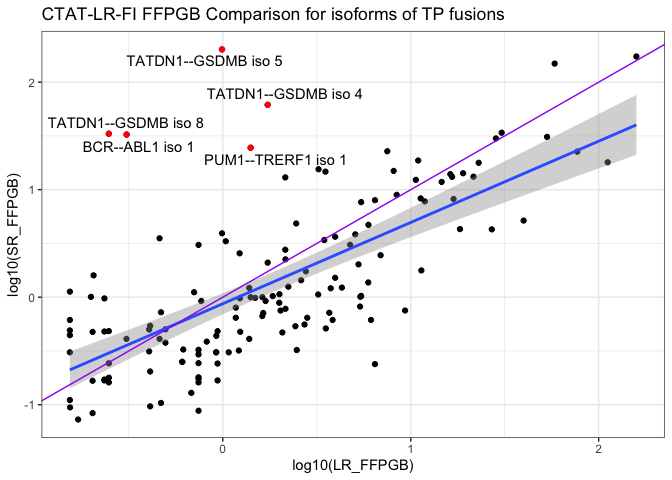 CTAT-LR-FI FFPGB Comparison for isoforms of TP fusions
TATDN1--GSDMB iso 5
TATDN1--GSDMB iso 4
TATDN1--GSDMB iso 8
BCR--ABL1 iso 1
PUM1--TRERF1 iso 1
log10(SR_FFPGB)
2
1
0
-1
0
1
2
log10(LR_FFPGB)